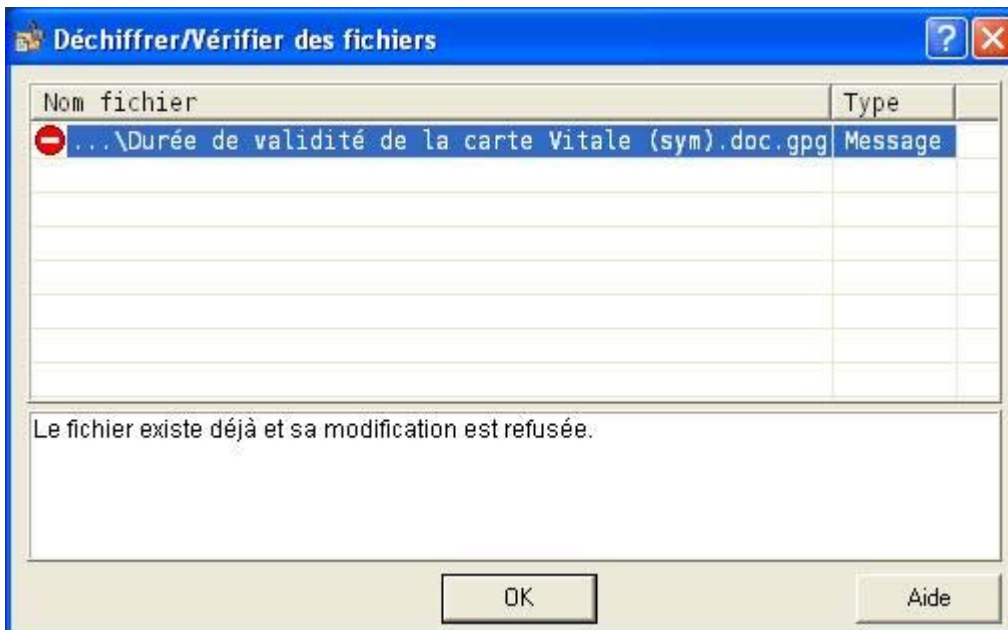 Déchiffrer/Vérifier des fichiers
Nom fichier Type
...\Durée de validité de la carte Vitale (sym).doc.gpg Message
Le fichier existe déjà et sa modification est refusée.
OK Aide